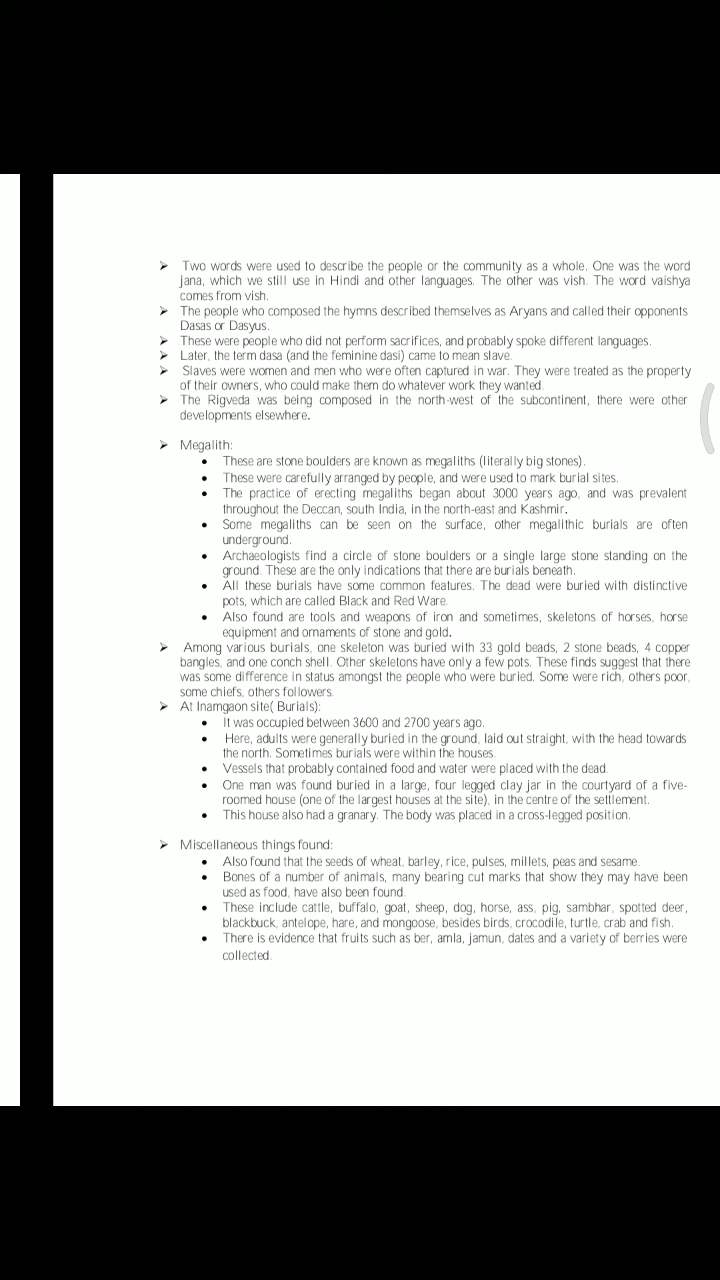 ➢ Two words were used to describe the people or the community as a whole. One was the word
jana, which we still use in Hindi and other languages. The other was vish. The word vaishya
comes from vish.
➢ The people who composed the hymns described themselves as Aryans and called their opponents
Dasas or Dasyus.
➢ These were people who did not perform sacrifices, and probably spoke different languages.
➢ Later, the term dasa (and the feminine dasi) came to mean slave.
➢ Slaves were women and men who were often captured in war. They were treated as the property
of their owners, who could make them do whatever work they wanted.
➢ The Rigveda was being composed in the north-west of the subcontinent, there were other
developments elsewhere.
➢ Megalith:
• These are stone boulders are known as megaliths (literally big stones).
• These were carefully arranged by people, and were used to mark burial sites.
• The practice of erecting megaliths began about 3000 years ago, and was prevalent
throughout the Deccan, south India, in the north-east and Kashmir.
• Some megaliths can be seen on the surface, other megalithic burials are often
underground.
• Archaeologists find a circle of stone boulders or a single large stone standing on the
ground. These are the only indications that there are burials beneath.
• All these burials have some common features. The dead were buried with distinctive
pots, which are called Black and Red Ware.
• Also found are tools and weapons of iron and sometimes, skeletons of horses, horse
equipment and ornaments of stone and gold.
➢ Among various burials, one skeleton was buried with 33 gold beads, 2 stone beads, 4 copper
bangles, and one conch shell. Other skeletons have only a few pots. These finds suggest that there
was some difference in status amongst the people who were buried. Some were rich, others poor,
some chiefs, others followers.
➢ At Inamgaon site( Burials):
• It was occupied between 3600 and 2700 years ago.
• Here, adults were generally buried in the ground, laid out straight, with the head towards
the north. Sometimes burials were within the houses.
• Vessels that probably contained food and water were placed with the dead.
• One man was found buried in a large, four legged clay jar in the courtyard of a five-
roomed house (one of the largest houses at the site), in the centre of the settlement.
• This house also had a granary. The body was placed in a cross-legged position.
➢ Miscellaneous things found:
• Also found that the seeds of wheat, barley, rice, pulses, millets, peas and sesame.
• Bones of a number of animals, many bearing cut marks that show they may have been
used as food, have also been found.
• These include cattle, buffalo, goat, sheep, dog, horse, ass, pig, sambhar, spotted deer,
blackbuck, antelope, hare, and mongoose, besides birds, crocodile, turtle, crab and fish.
• There is evidence that fruits such as ber, amla, jamun, dates and a variety of berries were
collected.